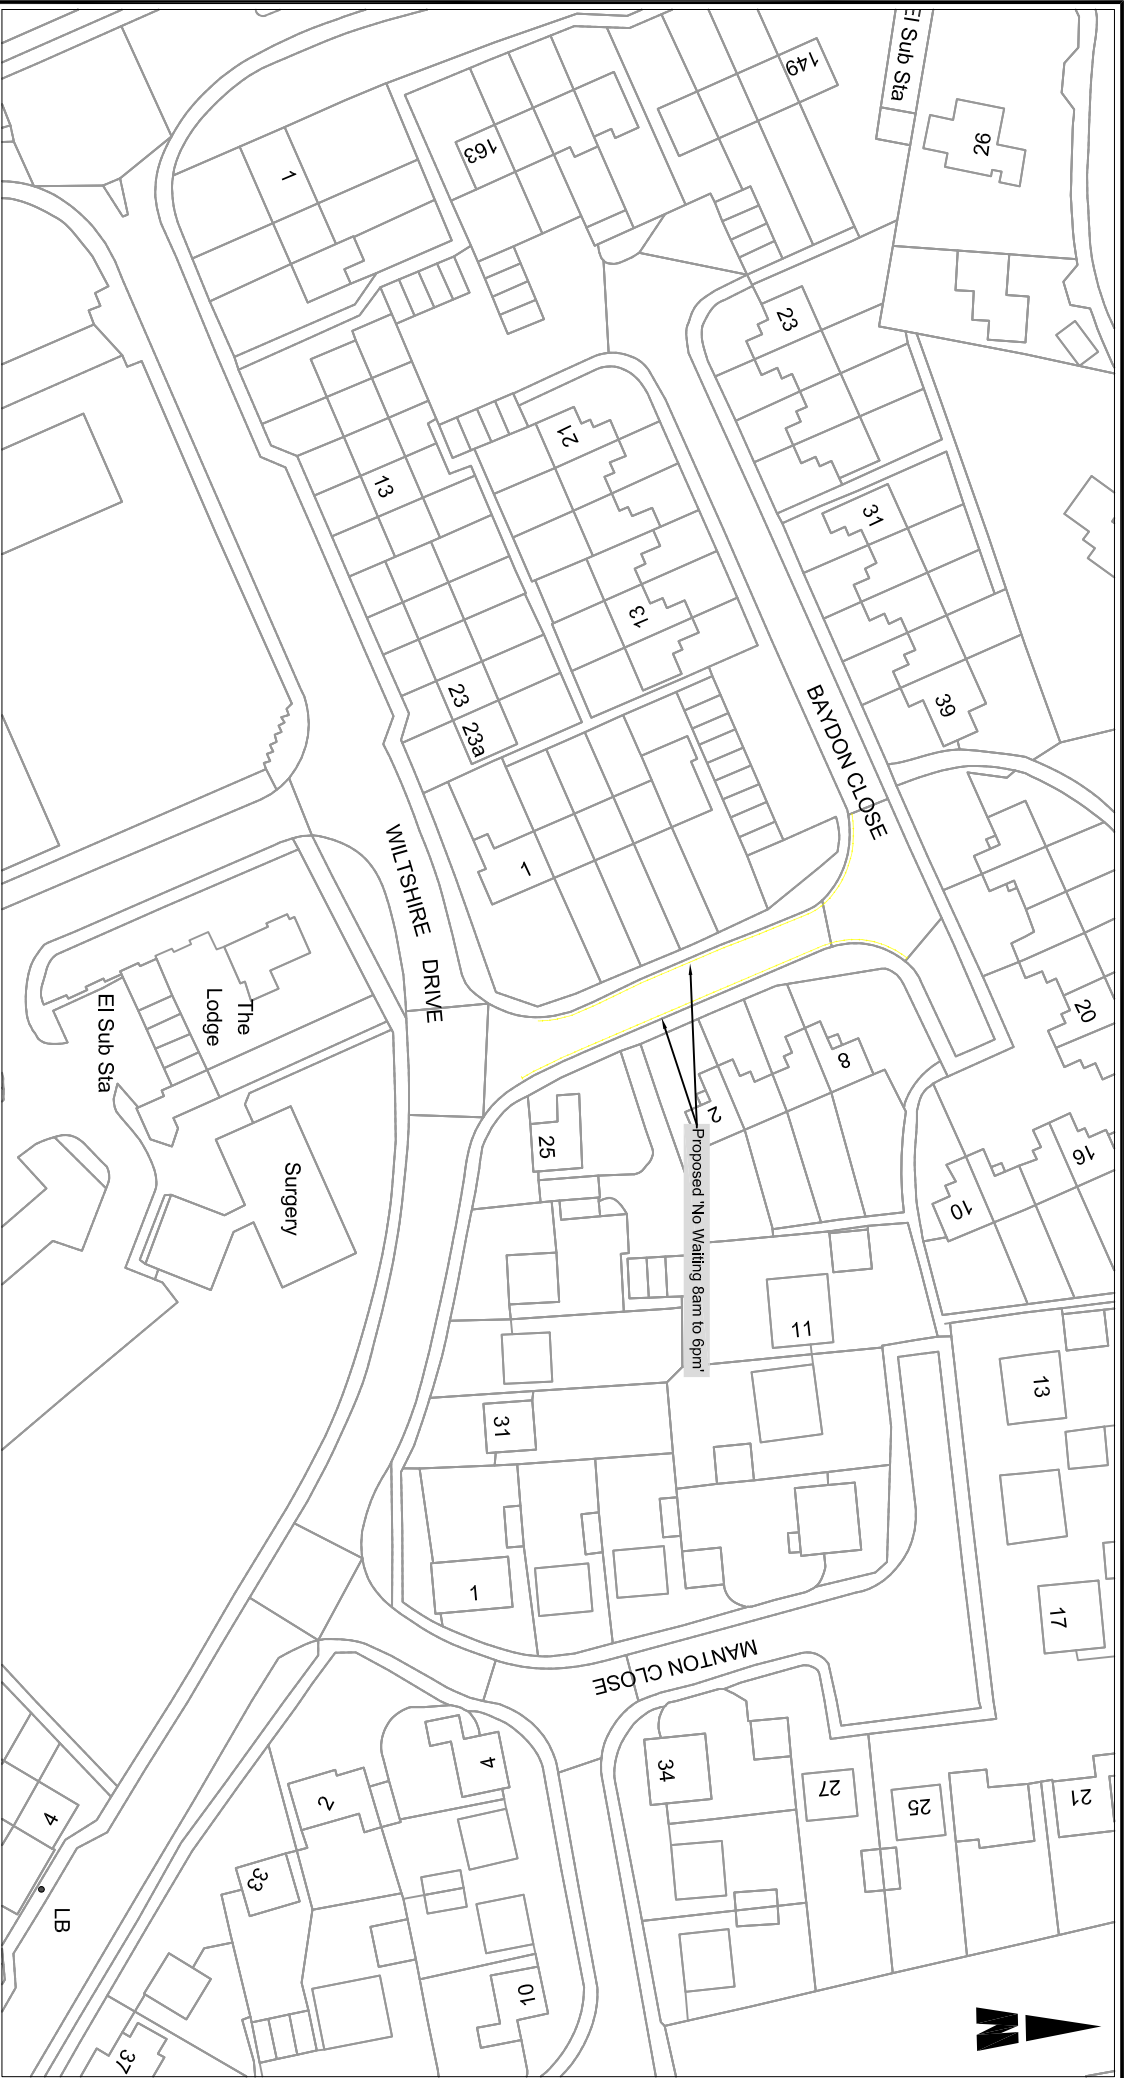 El Sub Sta
26
149
163
1
23
21
13
13
31
39
23
23a
BAYDON CLOSE
1
WILTSHIRE DRIVE
The
Lodge
El Sub Sta
20
8
2
25
Surgery
Proposed 'No Waiting 8am to 6pm'
16
10
11
13
31
1
17
MANTON CLOSE
34
27
25
21
4
2
33
10
4
LB
37
N